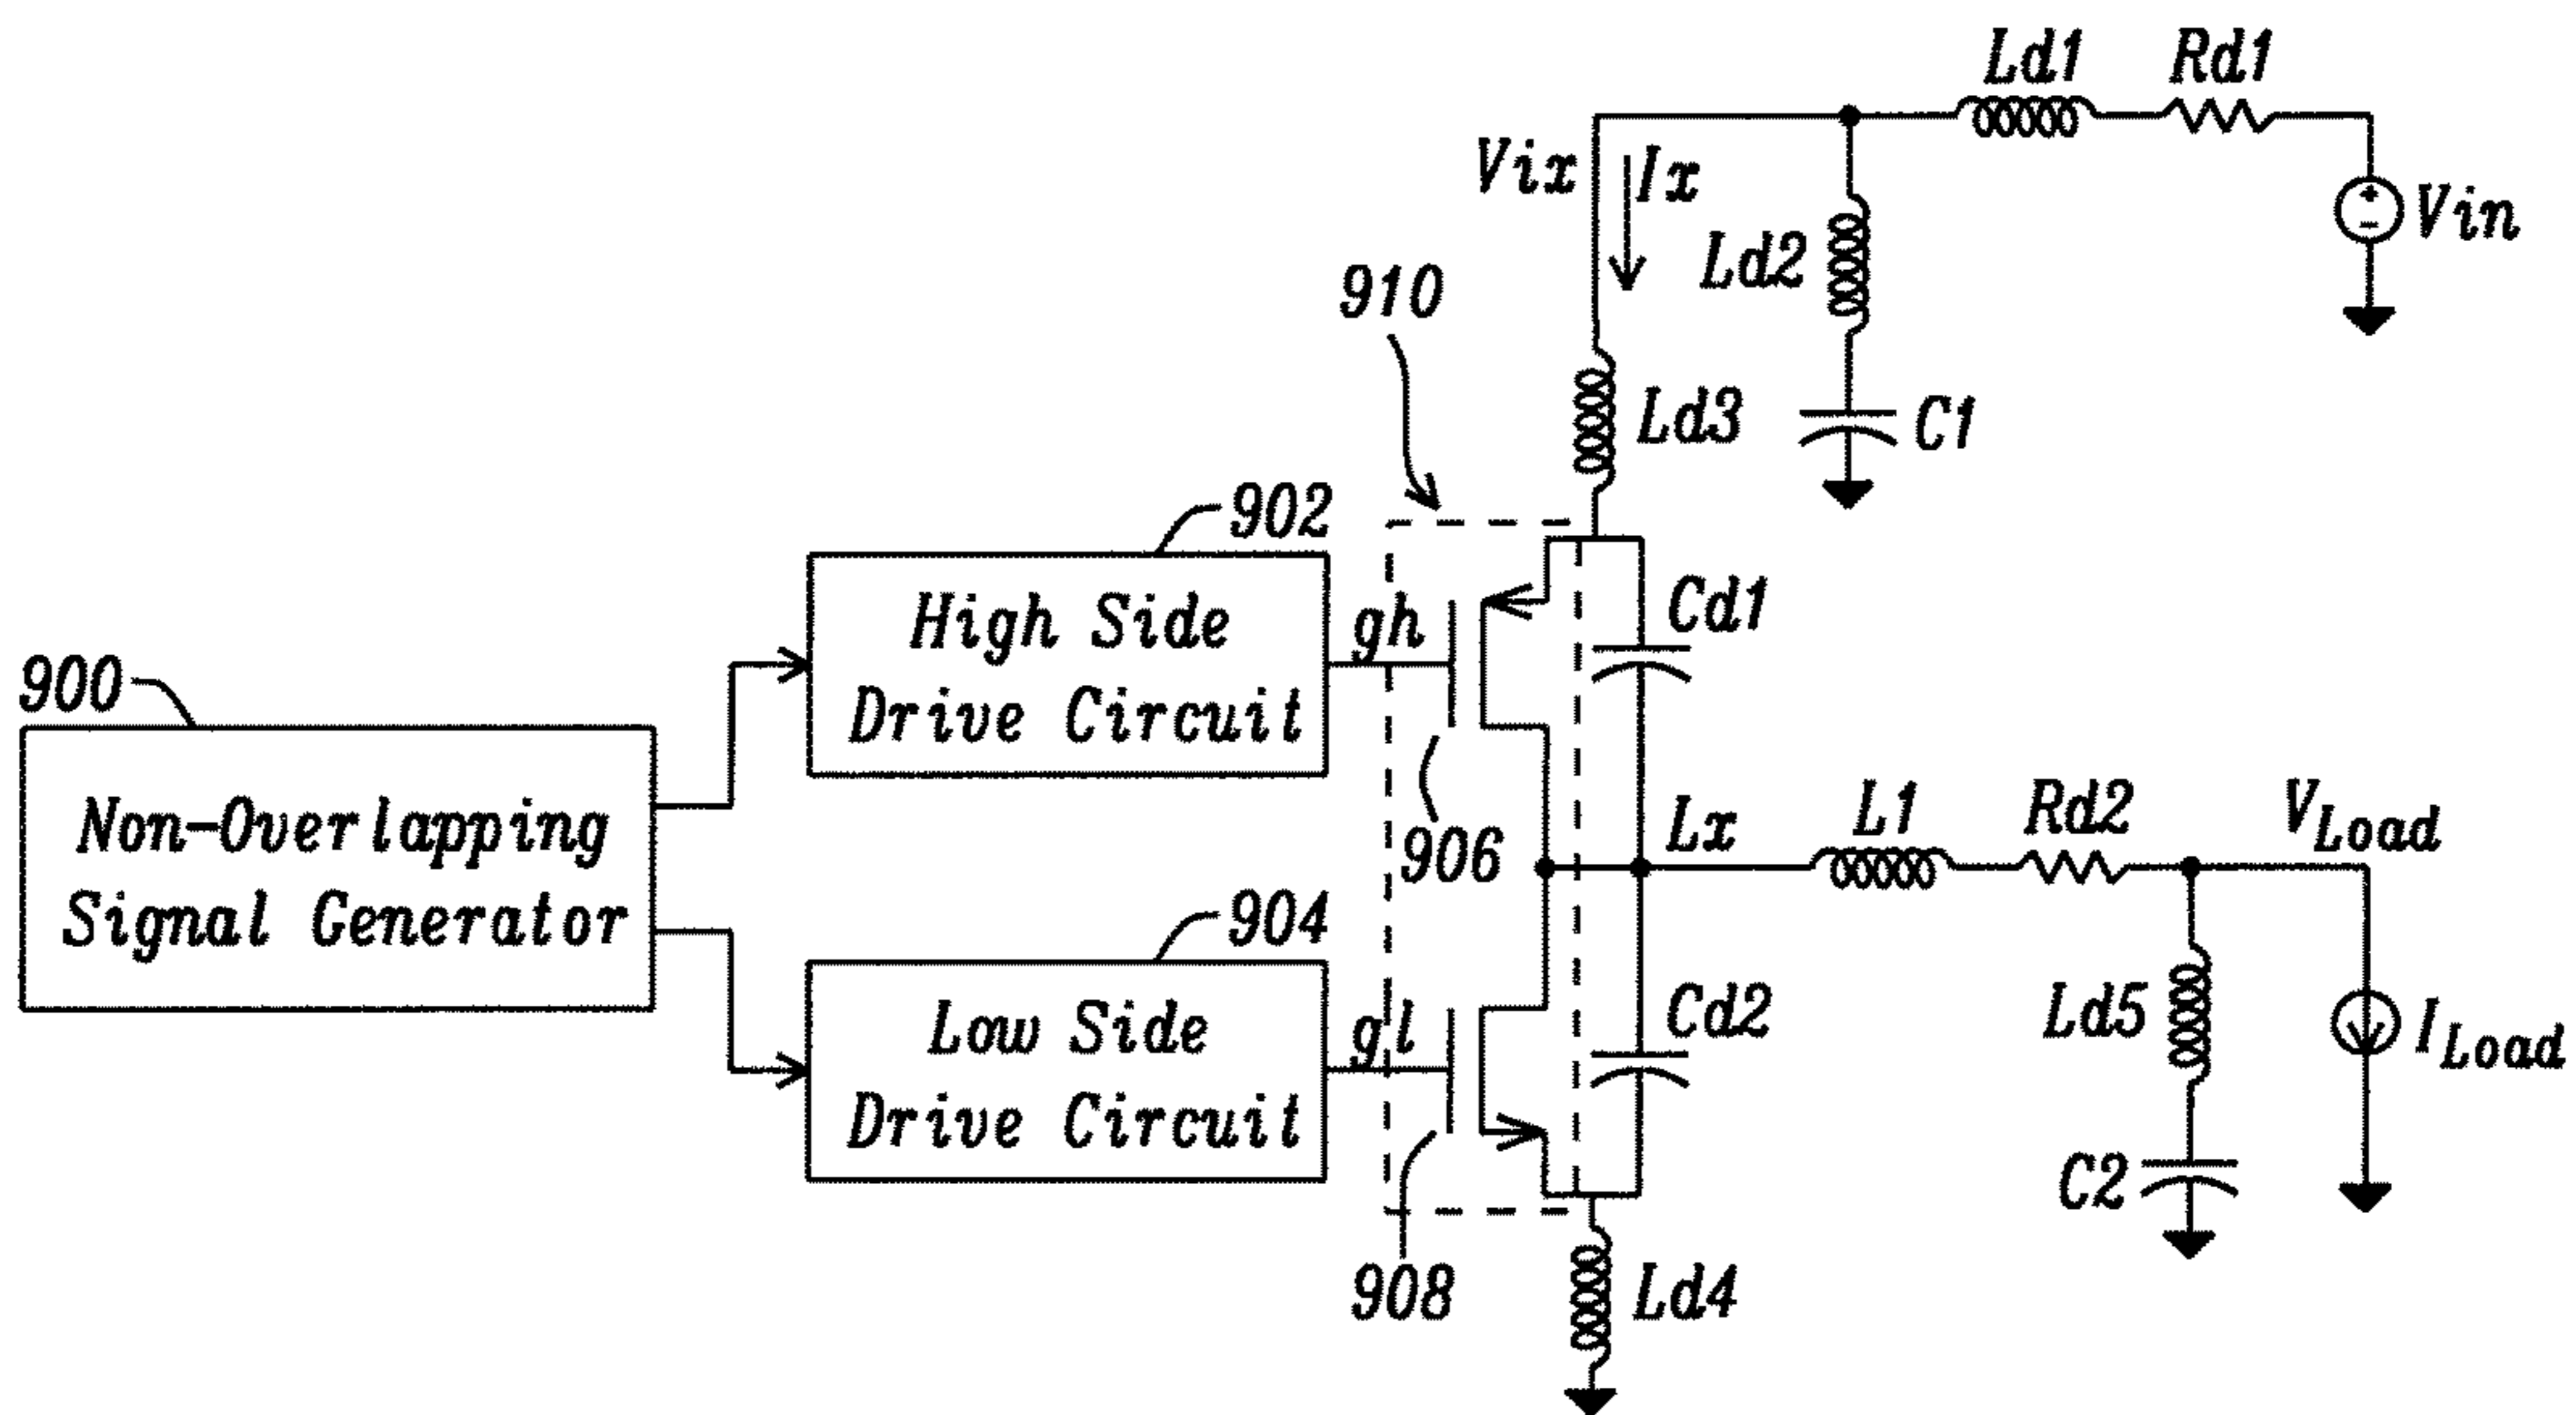 Ld1
Rd1
Vix
Ix
Ld2
Vin
910
Ld3
C1
902
High Side
Drive Circuit
gh
Cd1
900
Non-Overlapping
Signal Generator
906
Lx
L1
Rd2
VLoad
904
Low Side
Drive Circuit
gl
Cd2
Ld5
ILoad
C2
908
Ld4